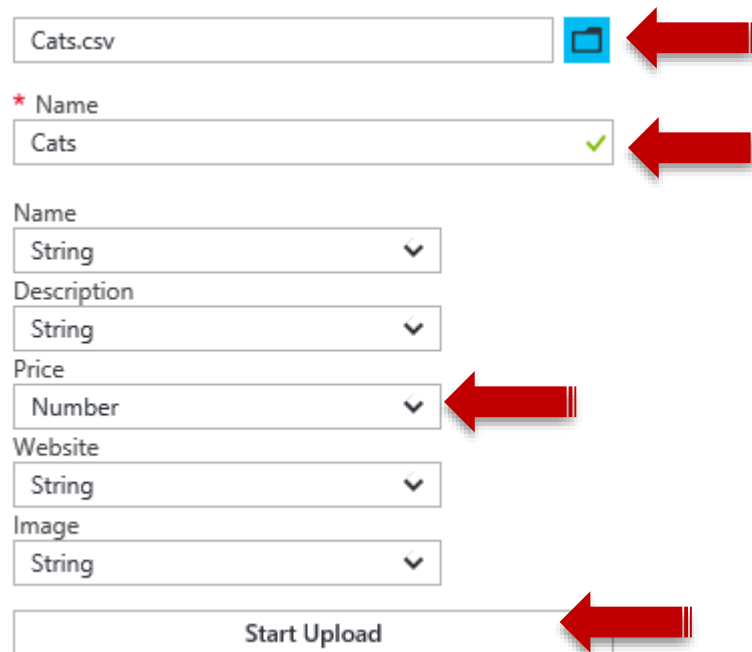 Cats.csv
* Name
Cats
Name
String
Description
String
Price
Number
Website
String
Image
String
Start Upload